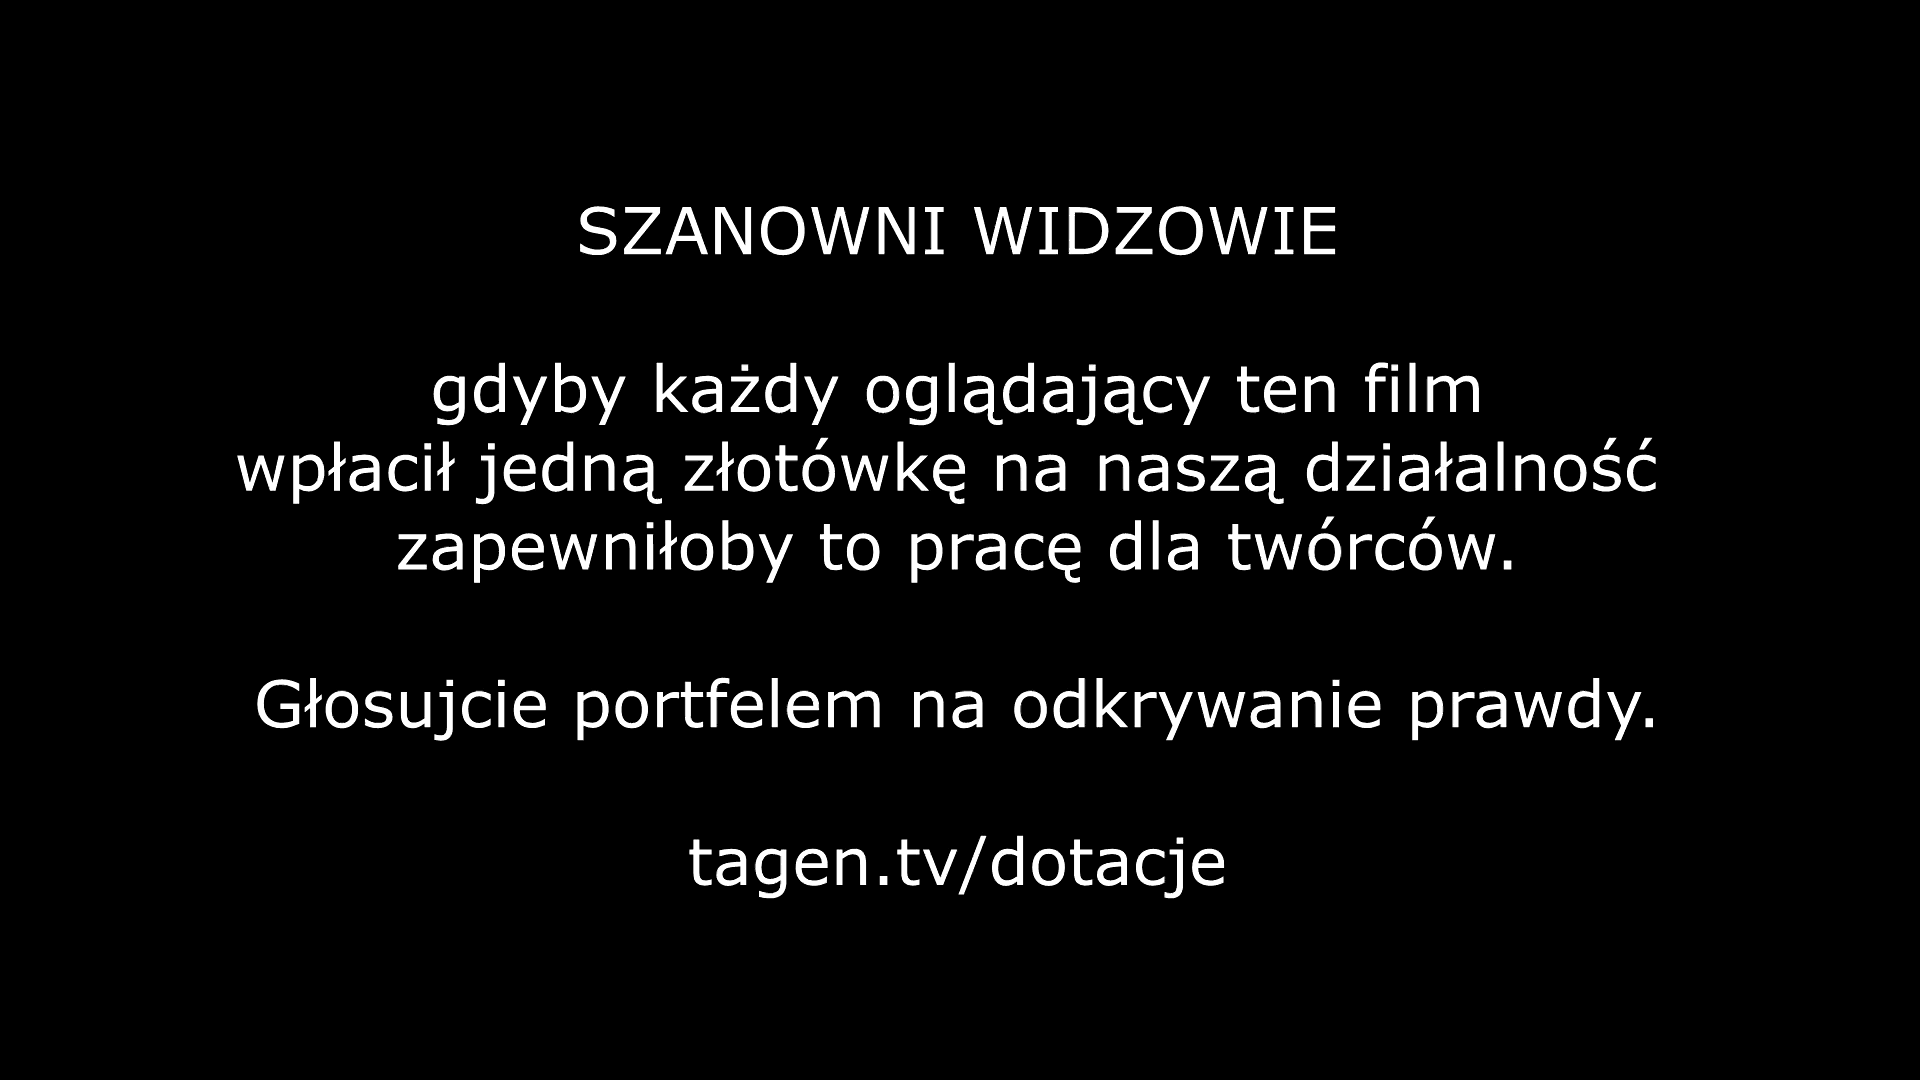 SZANOWNI WIDZOWIE
gdyby każdy oglądający ten film
wpłacił jedną złotówkę na naszą działalność
zapewniłoby to pracę dla twórców.
Głosujcie portfelem na odkrywanie prawdy.
tagen.tv/dotacje